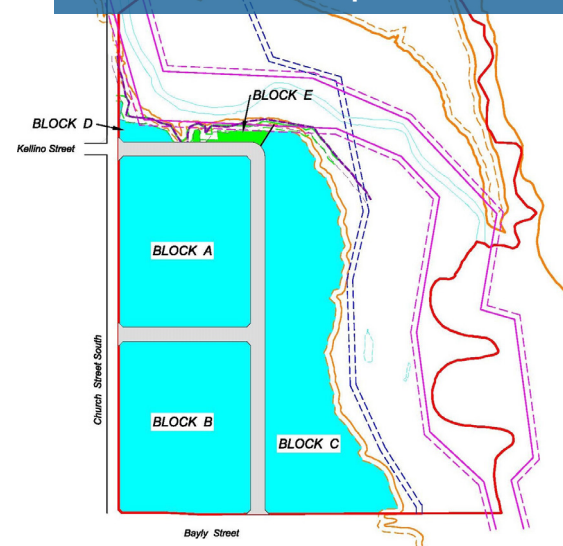 BLOCK E
BLOCK D
Kellino Street
BLOCK A
Church Street South
BLOCK B
BLOCK C
Bayly Street